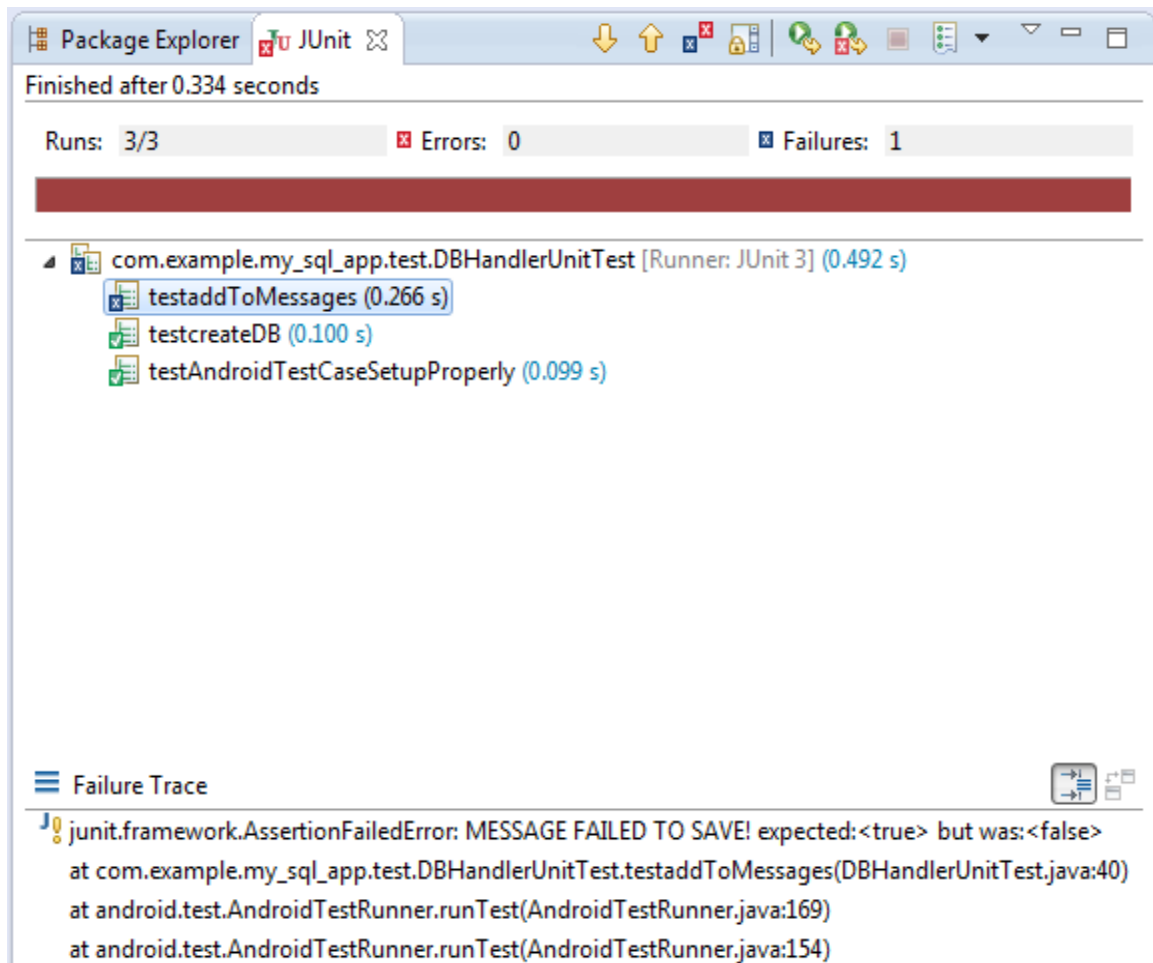 Package Explorer JUnit
Finished after 0.334 seconds
Runs: 3/3 Errors: 0 Failures: 1
com.example.my_sql_app.test.DBHandlerUnitTest [Runner: JUnit 3] (0.492 s)
testaddToMessages (0.266 s)
testcreateDB (0.100 s)
testAndroidTestCaseSetupProperly (0.099 s)
Failure Trace
junit.framework.AssertionFailedError: MESSAGE FAILED TO SAVE! expected:<true> but was:<false>
at com.example.my_sql_app.test.DBHandlerUnitTest.testaddToMessages(DBHandlerUnitTest.java:40)
at android.test.AndroidTestRunner.runTest(AndroidTestRunner.java:169)
at android.test.AndroidTestRunner.runTest(AndroidTestRunner.java:154)